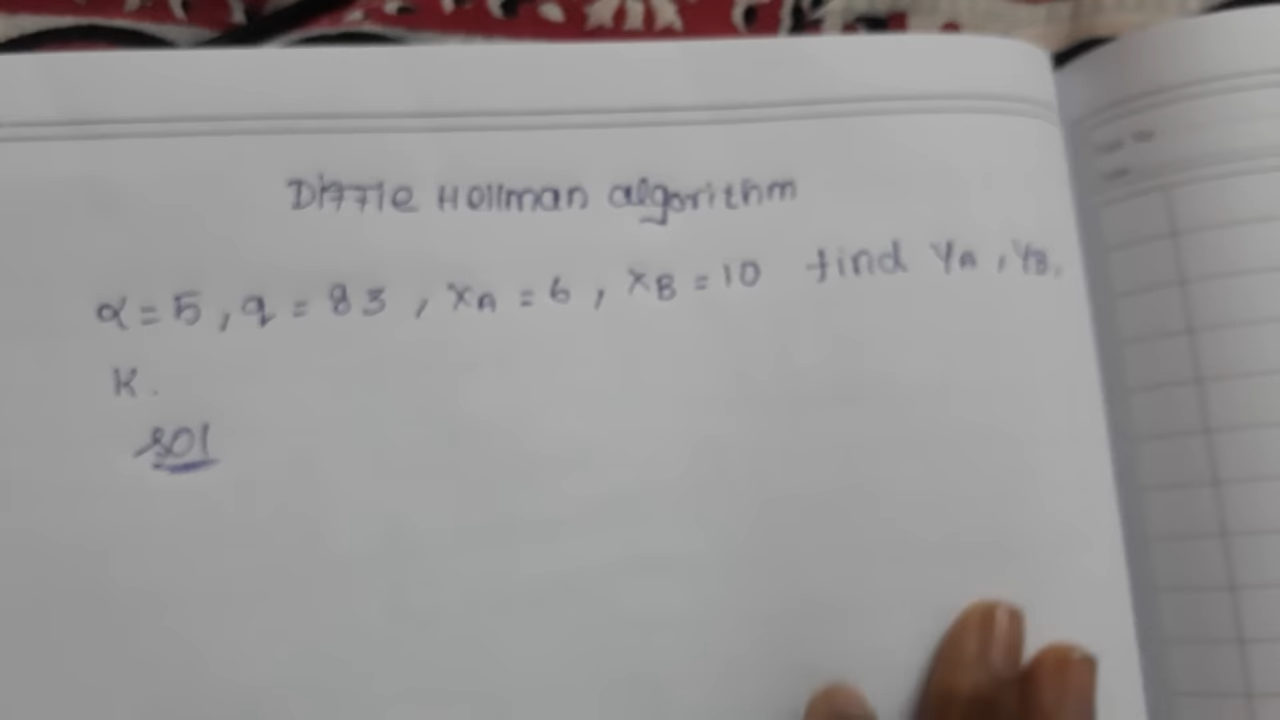 Diffie Hellman algorithm
α = 5, q = 83, XA = 6, XB = 10 find YA, YB,
K.
Sol